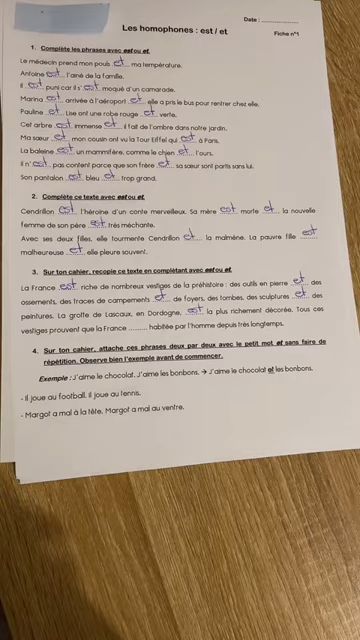 Date : ..................
Les homophones : est / et
Fiche n°1
1. Complète les phrases avec est ou et.
Le médecin prend mon pouls et ma température.
Antoine est l'aîné de la famille.
Il est puni car il s'est moqué d'un camarade.
Marina est arrivée à l'aéroport et elle a pris le bus pour rentrer chez elle.
Pauline et Lise ont une robe rouge et verte.
Cet arbre est immense et il fait de l'ombre dans notre jardin.
Ma sœur et mon cousin ont vu la Tour Eiffel qui est à Paris.
La baleine est un mammifère, comme le chien et l'ours.
Il n'est pas content parce que son frère et sa sœur sont partis sans lui.
Son pantalon est bleu et trop grand.
2. Complète ce texte avec est ou et.
Cendrillon est l'héroïne d'un conte merveilleux. Sa mère est morte et la nouvelle
femme de son père est très méchante.
Avec ses deux filles, elle tourmente Cendrillon et la malmène. La pauvre fille est
malheureuse et elle pleure souvent.
3. Sur ton cahier, recopie ce texte en complétant avec est ou et.
La France est riche de nombreux vestiges de la préhistoire : des outils en pierre et des
ossements, des traces de campements et de foyers, des tombes, des sculptures et des
peintures. La grotte de Lascaux, en Dordogne, est la plus richement décorée. Tous ces
vestiges prouvent que la France .......... habitée par l'homme depuis très longtemps.
4. Sur ton cahier, attache ces phrases deux par deux avec le petit mot et sans faire de
répétition. Observe bien l'exemple avant de commencer.
Exemple : J'aime le chocolat. J'aime les bonbons. → J'aime le chocolat et les bonbons.
- Il joue au football. Il joue au tennis.
- Margot a mal à la tête. Margot a mal au ventre.